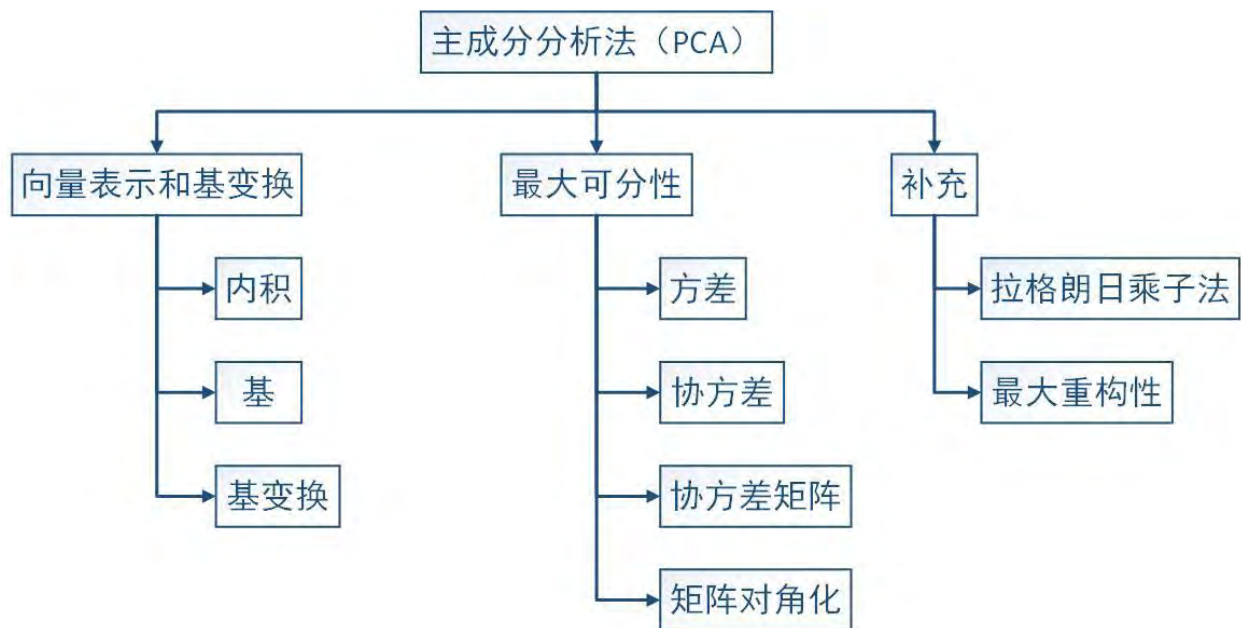 主成分分析法（PCA）
向量表示和基变换
内积
基
基变换
最大可分性
方差
协方差
协方差矩阵
矩阵对角化
补充
拉格朗日乘子法
最大重构性